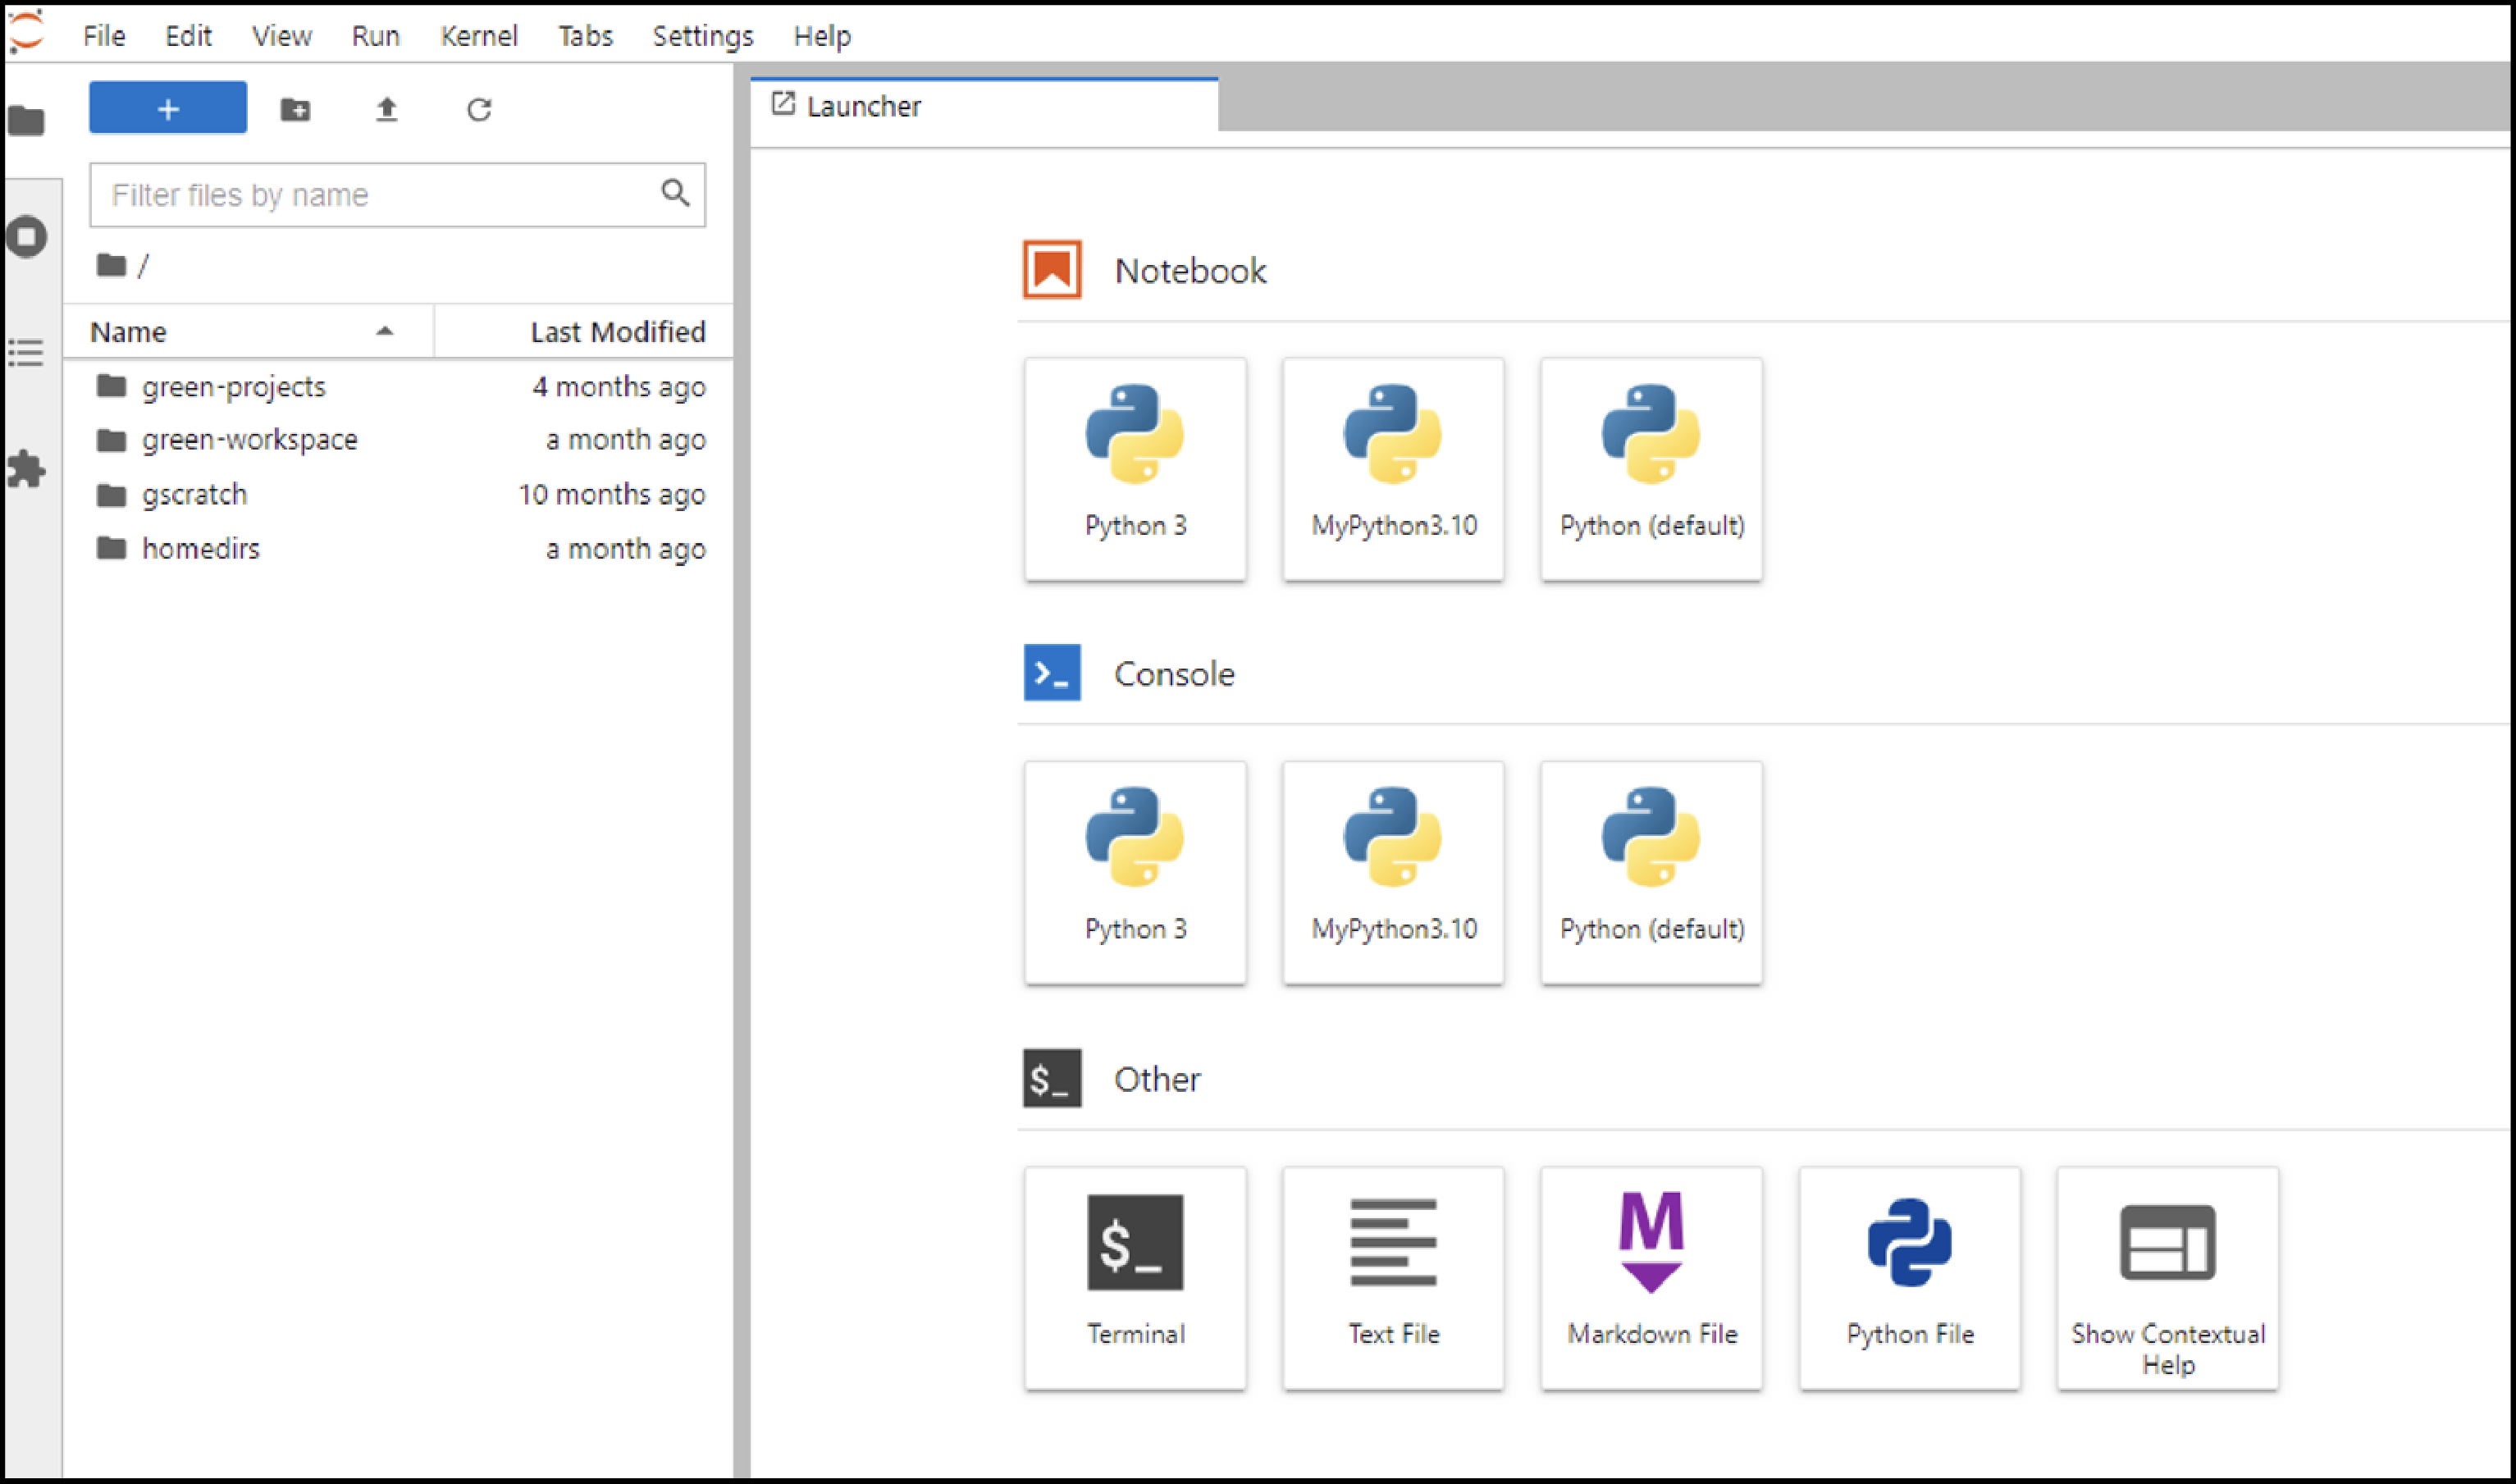 File Edit View Run Kernel Tabs Settings Help
+
Filter files by name
/
Name Last Modified
green-projects 4 months ago
green-workspace a month ago
gscratch 10 months ago
homedirs a month ago
Launcher
Notebook
Python 3 MyPython3.10 Python (default)
>_ Console
Python 3 MyPython3.10 Python (default)
$_ Other
$_ M
Terminal Text File Markdown File Python File Show Contextual
Help